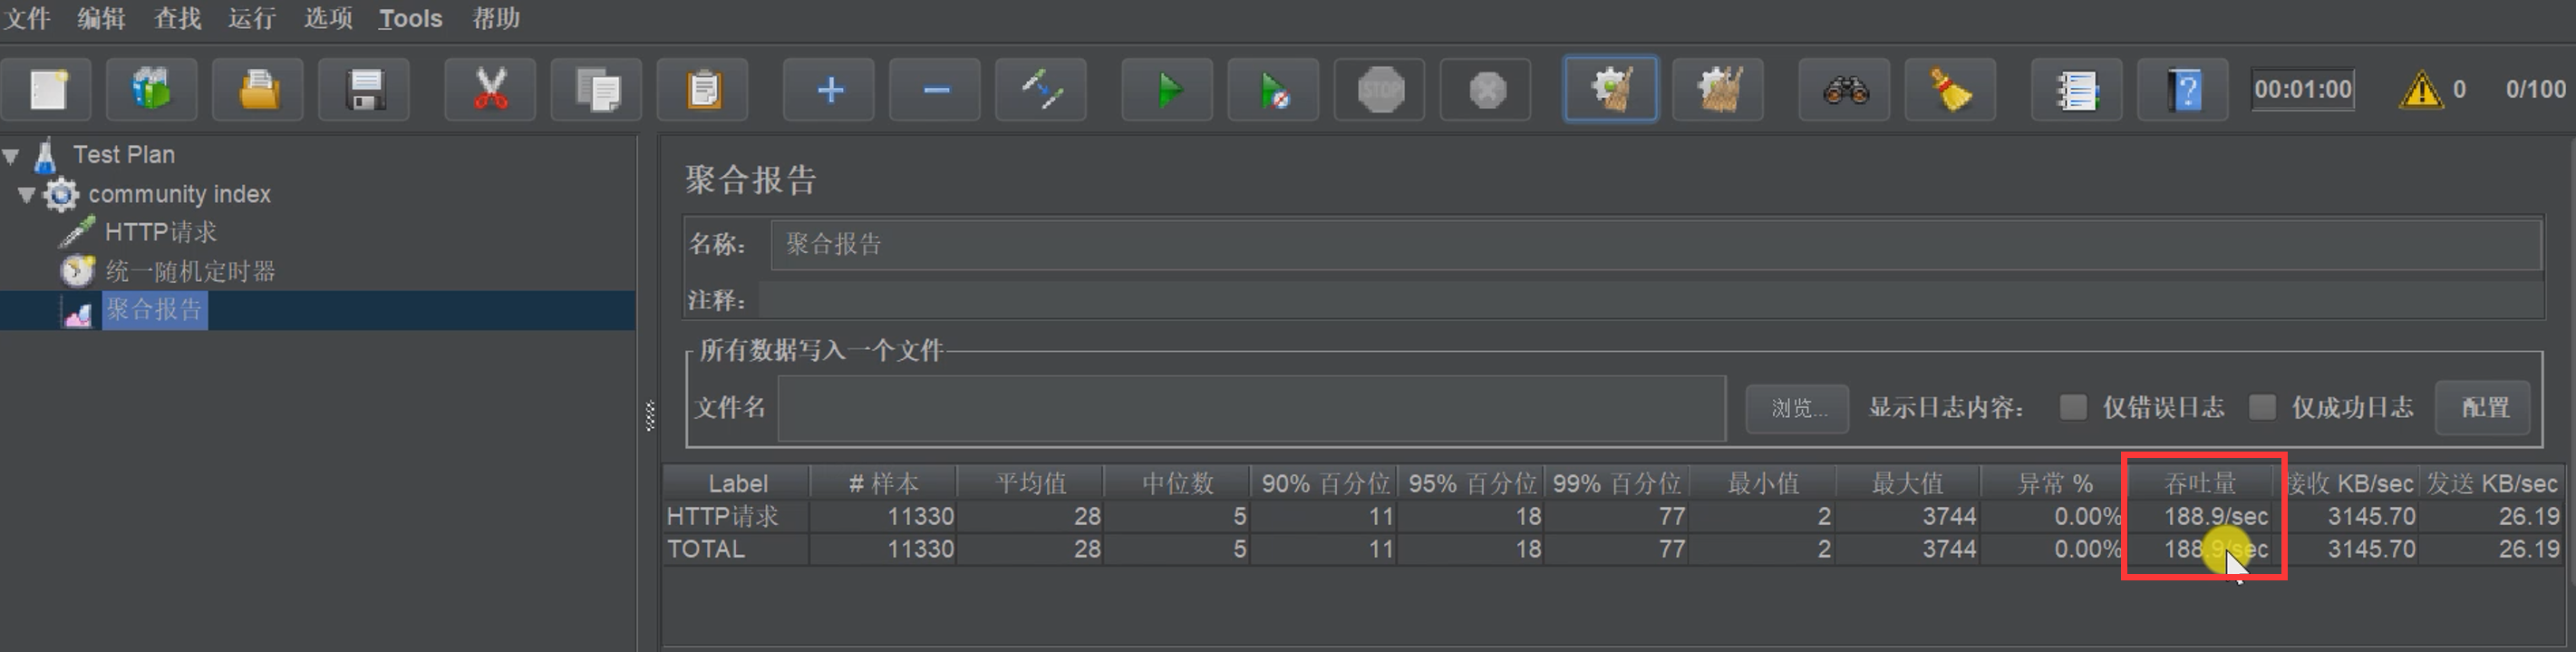 文件 编辑 查找 运行 选项 Tools 帮助
STOP 00:01:00 0 0/100
Test Plan
community index
HTTP请求
统一随机定时器
聚合报告
聚合报告
名称: 聚合报告
注释:
所有数据写入一个文件
文件名 浏览... 显示日志内容: 仅错误日志 仅成功日志 配置
Label # 样本 平均值 中位数 90% 百分位 95% 百分位 99% 百分位 最小值 最大值 异常 % 吞吐量 接收 KB/sec 发送 KB/sec
HTTP请求 11330 28 5 11 18 77 2 3744 0.00% 188.9/sec 3145.70 26.19
TOTAL 11330 28 5 11 18 77 2 3744 0.00% 188.9/sec 3145.70 26.19